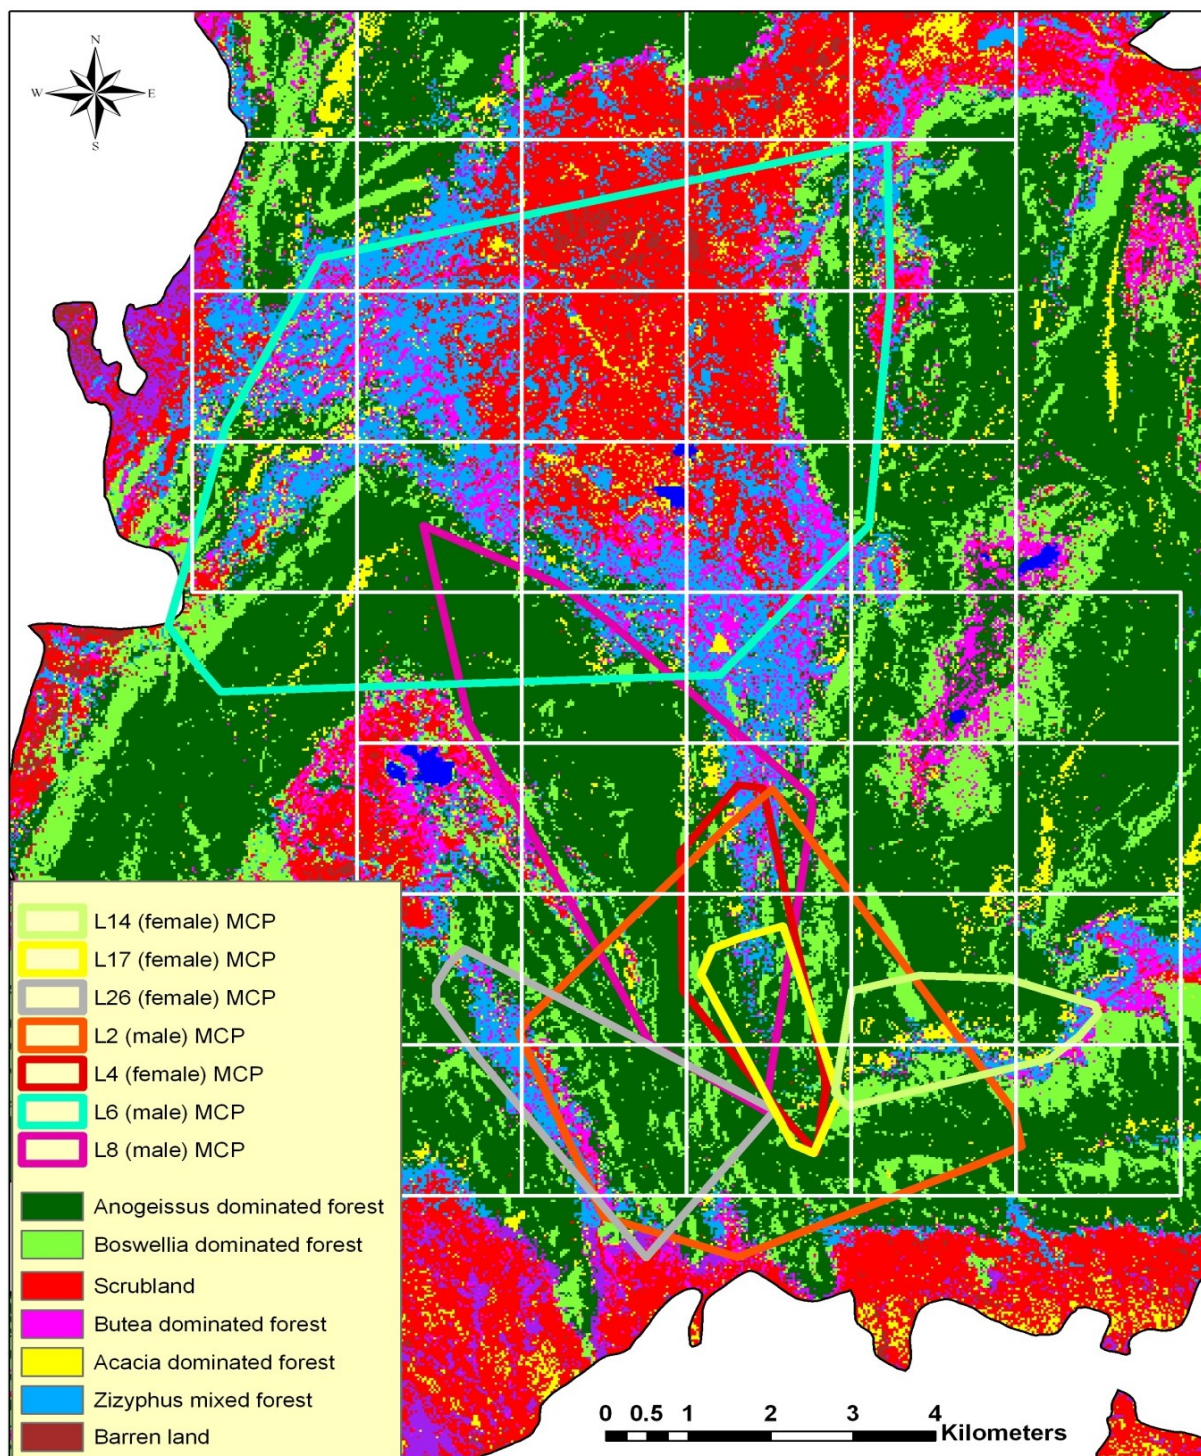 N
W E
S
L14 (female) MCP
L17 (female) MCP
L26 (female) MCP
L2 (male) MCP
L4 (female) MCP
L6 (male) MCP
L8 (male) MCP
Anogeissus dominated forest
Boswellia dominated forest
Scrubland
Butea dominated forest
Acacia dominated forest
Zizyphus mixed forest
Barren land
0 0.5 1 2 3 4
Kilometers